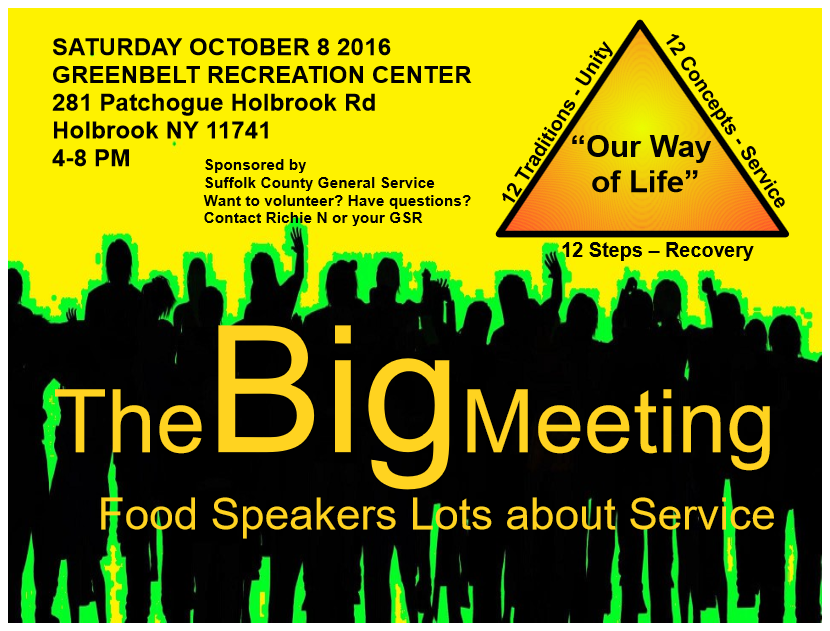 SATURDAY OCTOBER 8 2016
GREENBELT RECREATION CENTER
281 Patchogue Holbrook Rd
Holbrook NY 11741
4-8 PM
Sponsored by
Suffolk County General Service
Want to volunteer? Have questions?
Contact Richie N or your GSR
12 Traditions - Unity
12 Concepts - Service
“Our Way
of Life”
12 Steps – Recovery
The Big Meeting
Food Speakers Lots about Service